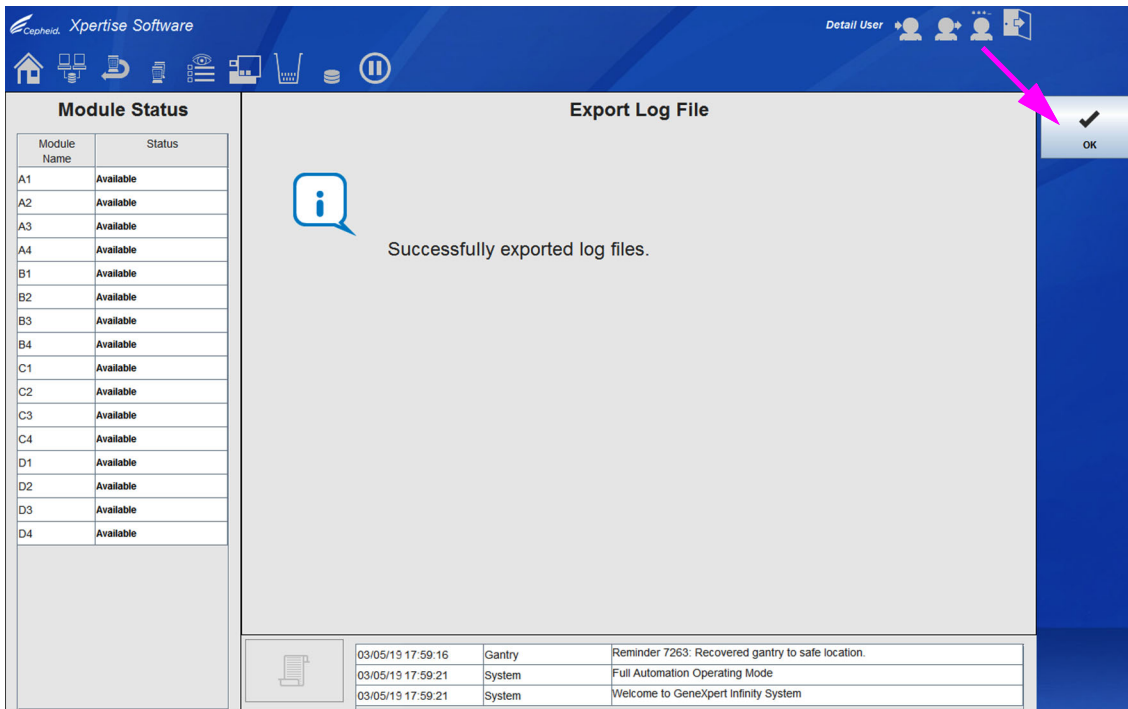 Cepheid. Xpertise Software
Detail User
Module Status
Export Log File
OK
Module Name Status
A1 Available
A2 Available
A3 Available
A4 Available
B1 Available
B2 Available
B3 Available
B4 Available
C1 Available
C2 Available
C3 Available
C4 Available
D1 Available
D2 Available
D3 Available
D4 Available
Successfully exported log files.
03/05/19 17:59:16 Gantry Reminder 7263: Recovered gantry to safe location.
03/05/19 17:59:21 System Full Automation Operating Mode
03/05/19 17:59:21 System Welcome to GeneXpert Infinity System